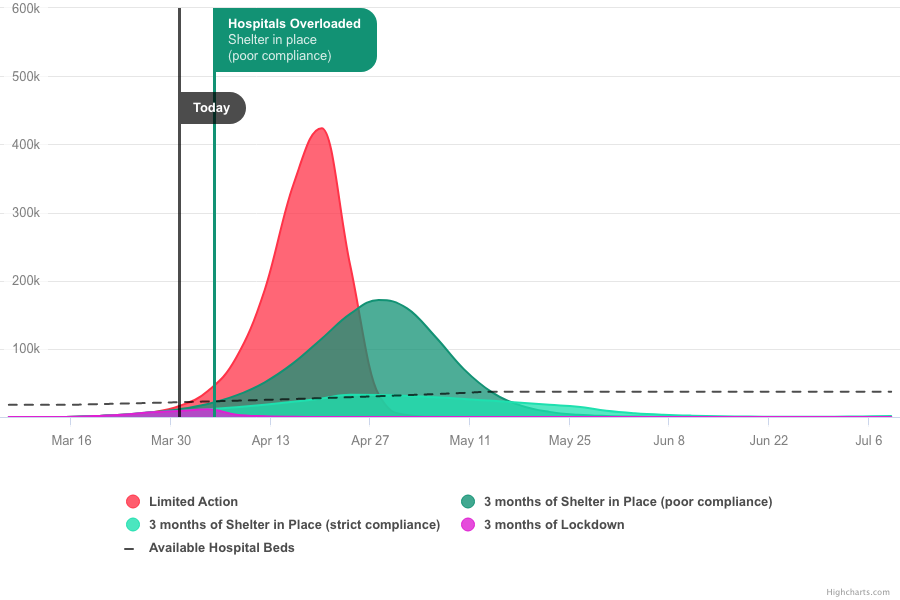 600k
Hospitals Overloaded
Shelter in place
(poor compliance)
500k
Today
400k
300k
200k
100k
Mar 16 Mar 30 Apr 13 Apr 27 May 11 May 25 Jun 8 Jun 22 Jul 6
Limited Action 3 months of Shelter in Place (poor compliance)
3 months of Shelter in Place (strict compliance) 3 months of Lockdown
Available Hospital Beds
Highcharts.com